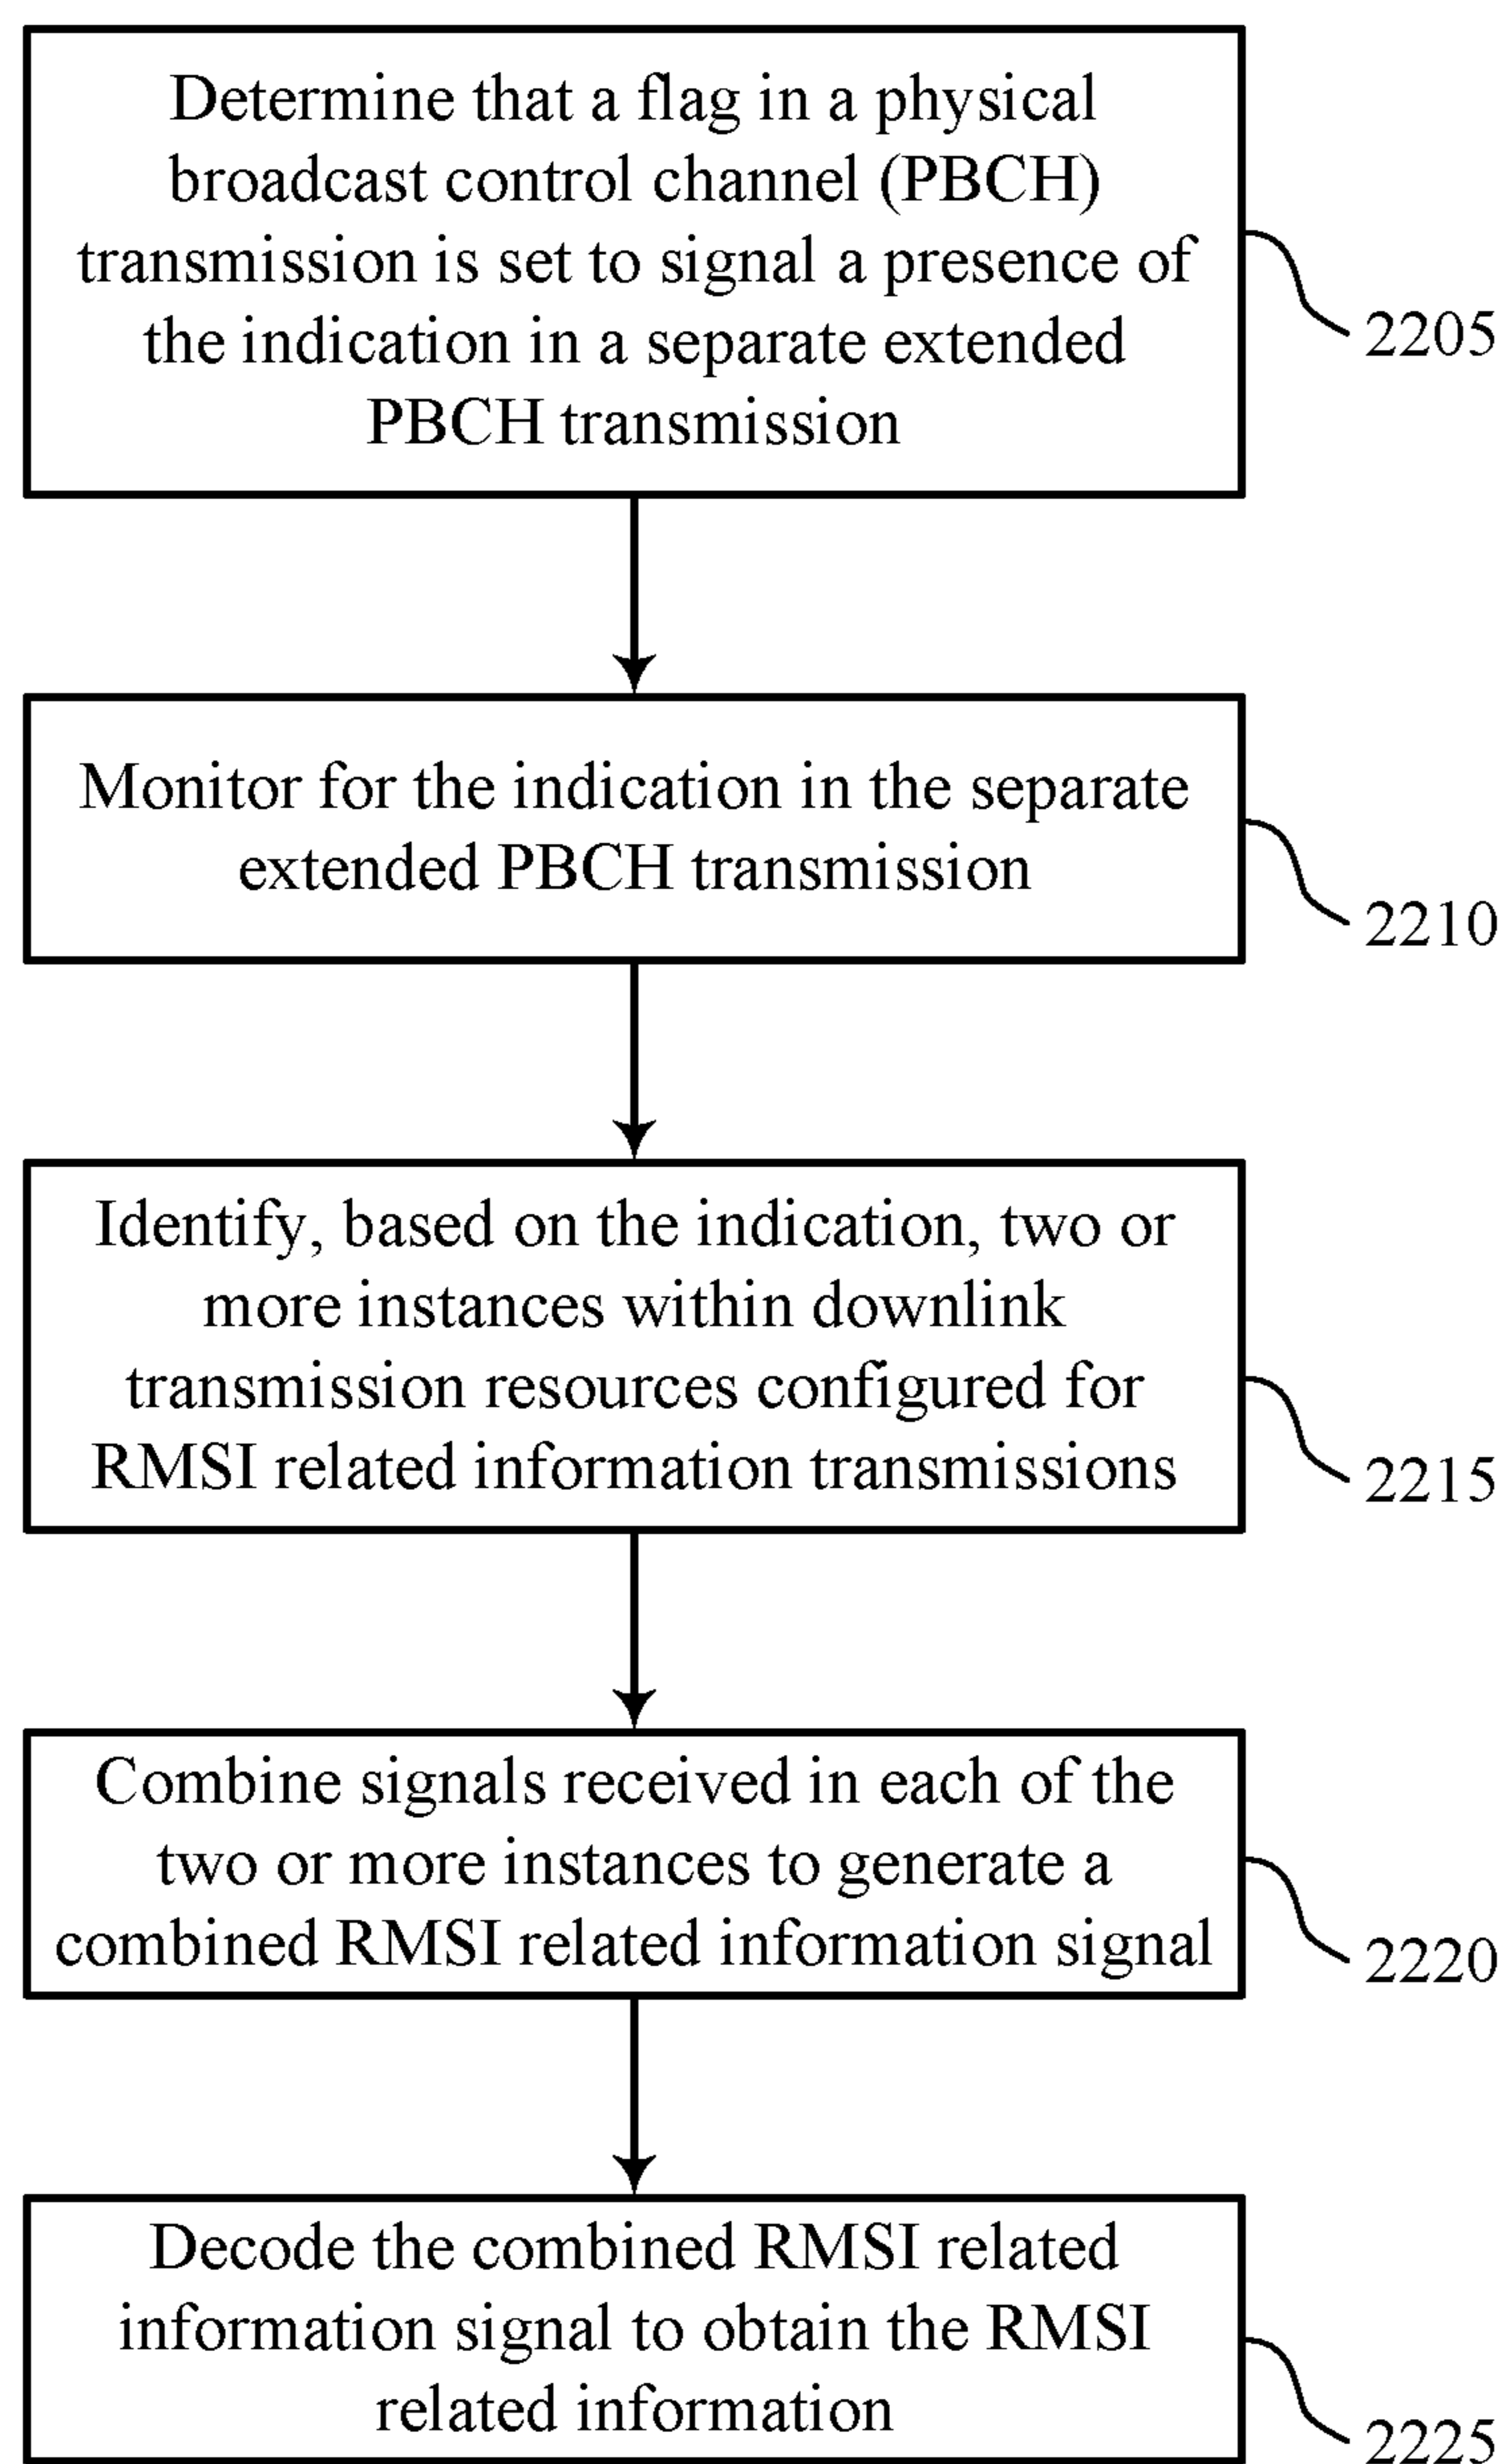 Determine that a flag in a physical
broadcast control channel (PBCH)
transmission is set to signal a presence of
the indication in a separate extended
PBCH transmission
2205
Monitor for the indication in the separate
extended PBCH transmission
2210
Identify, based on the indication, two or
more instances within downlink
transmission resources configured for
RMSI related information transmissions
2215
Combine signals received in each of the
two or more instances to generate a
combined RMSI related information signal
2220
Decode the combined RMSI related
information signal to obtain the RMSI
related information
2225